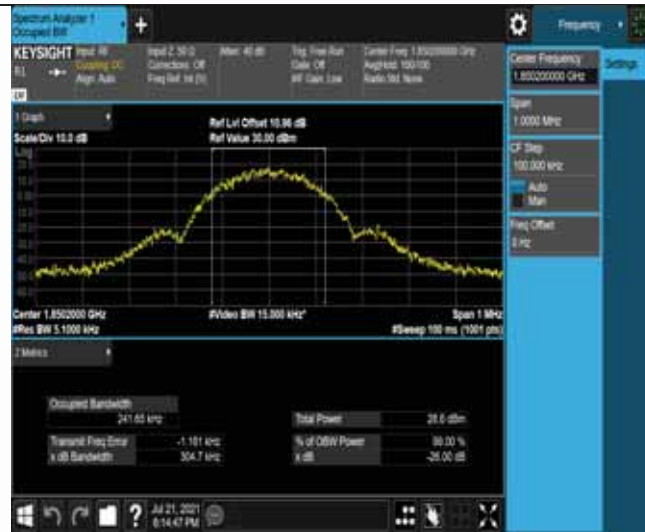 Spectrum Analyzer 1
Occupied BW
+
Frequency
KEYSIGHT Input: RF
Coupling: DC
Align: Auto
Input Z: 50 Ω
Corrections: Off
Freq Ref: Int (S)
Atten: 40 dB
Trig: Free Run
Gate: Off
#IF Gain: Low
Center Freq: 1.850200000 GHz
Avg|Hold: 100/100
Radio Std: None
Center Frequency
1.850200000 GHz
Settings
Span
1.0000 MHz
CF Step
100.000 kHz
Auto
Man
Freq Offset
0 Hz
1 Graph
Scale/Div 10.0 dB
Ref Lvl Offset 10.96 dB
Ref Value 30.00 dBm
Log
Center 1.8502000 GHz
#Video BW 15.000 kHz*
Span 1 MHz
#Res BW 5.1000 kHz
#Sweep 100 ms (1001 pts)
2 Metrics
Occupied Bandwidth
Total Power
28.6 dBm
Transmit Freq Error
-1.181 kHz
% of OBW Power
99.00 %
x dB Bandwidth
304.7 kHz
x dB
-26.00 dB
?
Jul 21, 2021
6:14:47 PM